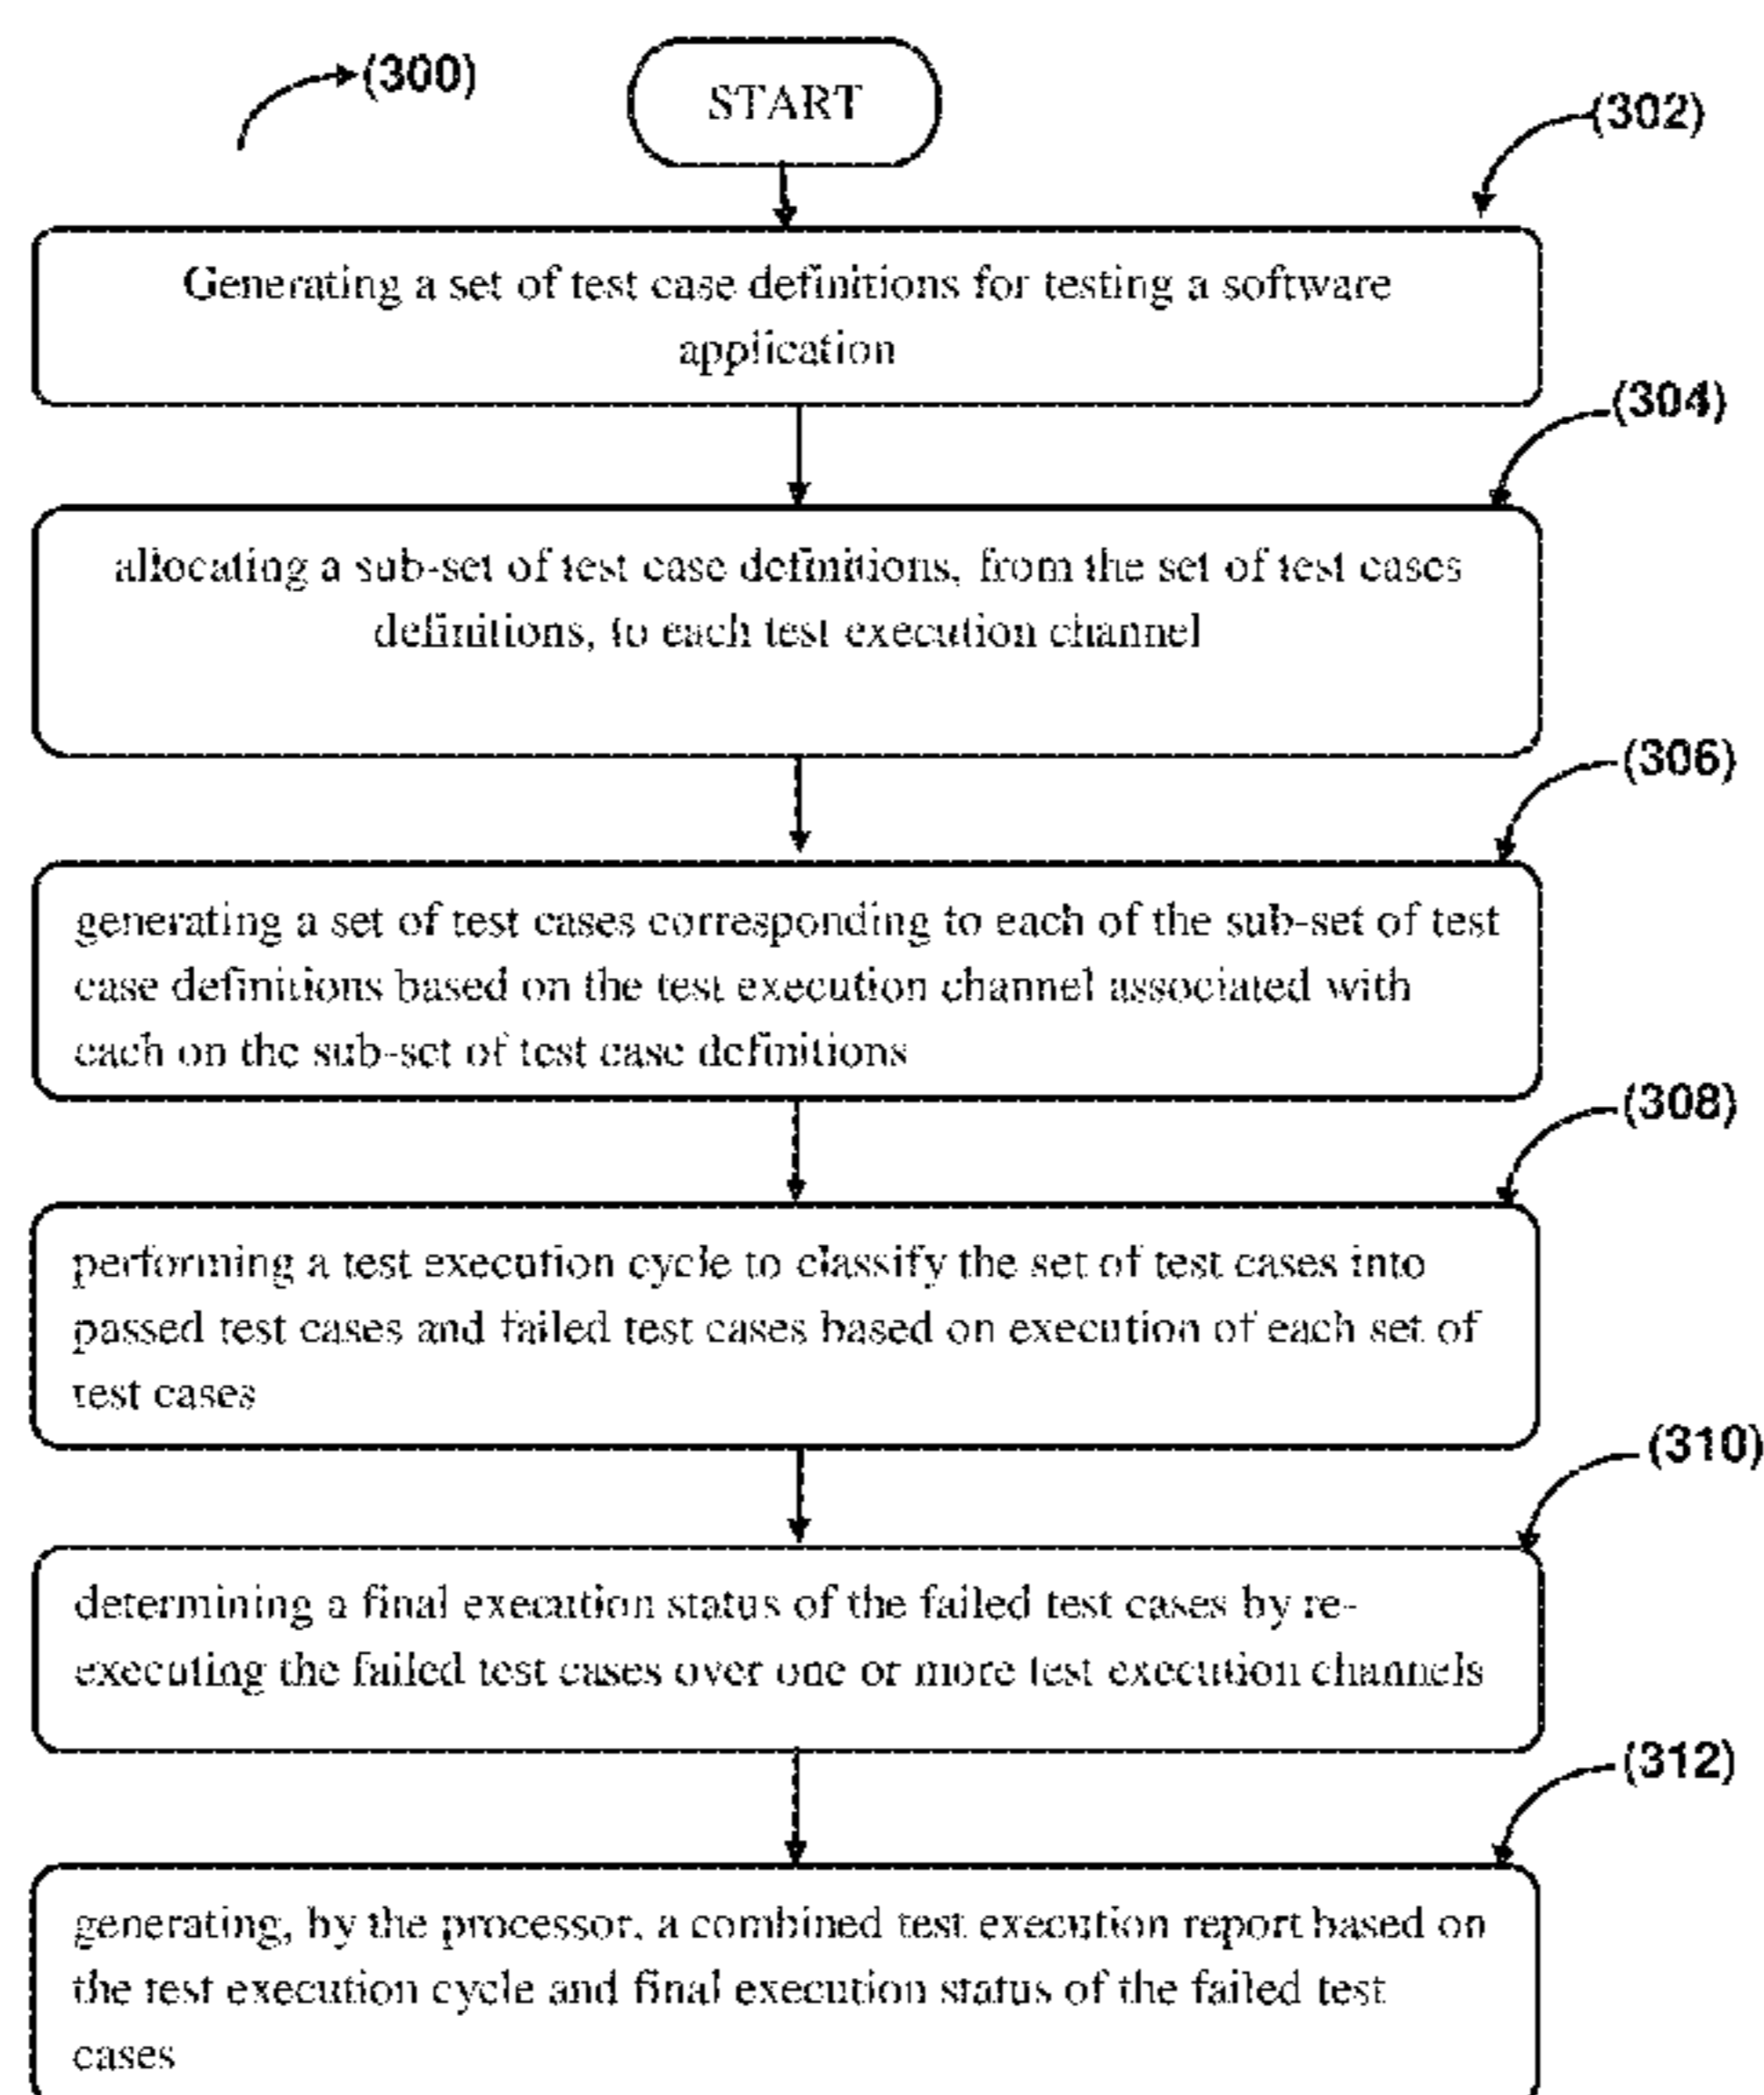 (300)
START
(302)
Generating a set of test case definitions for testing a software
application
(304)
allocating a sub-set of test case definitions, from the set of test cases
definitions, to each test execution channel
(306)
generating a set of test cases corresponding to each of the sub-set of test
case definitions based on the test execution channel associated with
each on the sub-set of test case definitions
(308)
performing a test execution cycle to classify the set of test cases into
passed test cases and failed test cases based on execution of each set of
test cases
(310)
determining a final execution status of the failed test cases by re-
executing the failed test cases over one or more test execution channels
(312)
generating, by the processor, a combined test execution report based on
the test execution cycle and final execution status of the failed test
cases